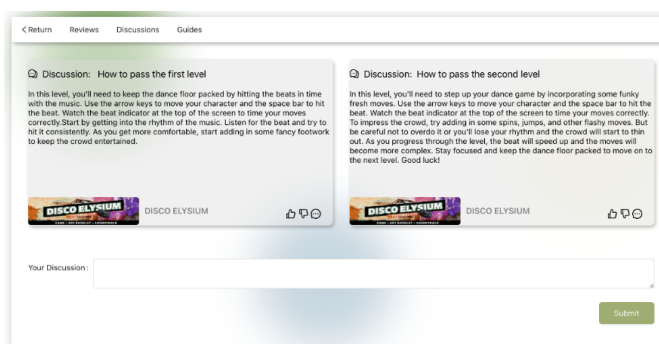 < Return Reviews Discussions Guides
Discussion: How to pass the first level
In this level, you'll need to keep the dance floor packed by hitting the beats in time
with the music. Use the arrow keys to move your character and the space bar to hit
the beat. Watch the beat indicator at the top of the screen to time your moves
correctly.Start by getting into the rhythm of the music. Listen for the beat and try to
hit it consistently. As you get more comfortable, start adding in some fancy footwork
to keep the crowd entertained.
DISCO ELYSIUM
DISCO ELYSIUM
Discussion: How to pass the second level
In this level, you'll need to step up your dance game by incorporating some funky
fresh moves. Use the arrow keys to move your character and the space bar to hit the
beat. Watch the beat indicator at the top of the screen to time your moves correctly.
To impress the crowd, try adding in some spins, jumps, and other flashy moves. But
be careful not to overdo it or you'll lose your rhythm and the crowd will start to thin
out. As you progress through the level, the beat will speed up and the moves will
become more complex. Stay focused and keep the dance floor packed to move on to
the next level. Good luck!
DISCO ELYSIUM
DISCO ELYSIUM
Your Discussion :
Submit